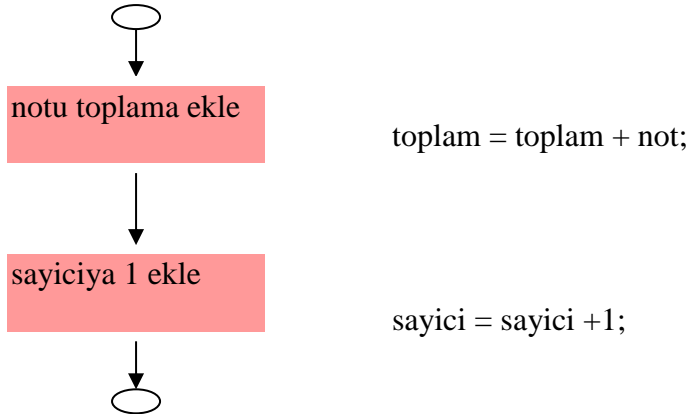 notu toplama ekle
toplam = toplam + not;
sayiciya 1 ekle
sayici = sayici +1;